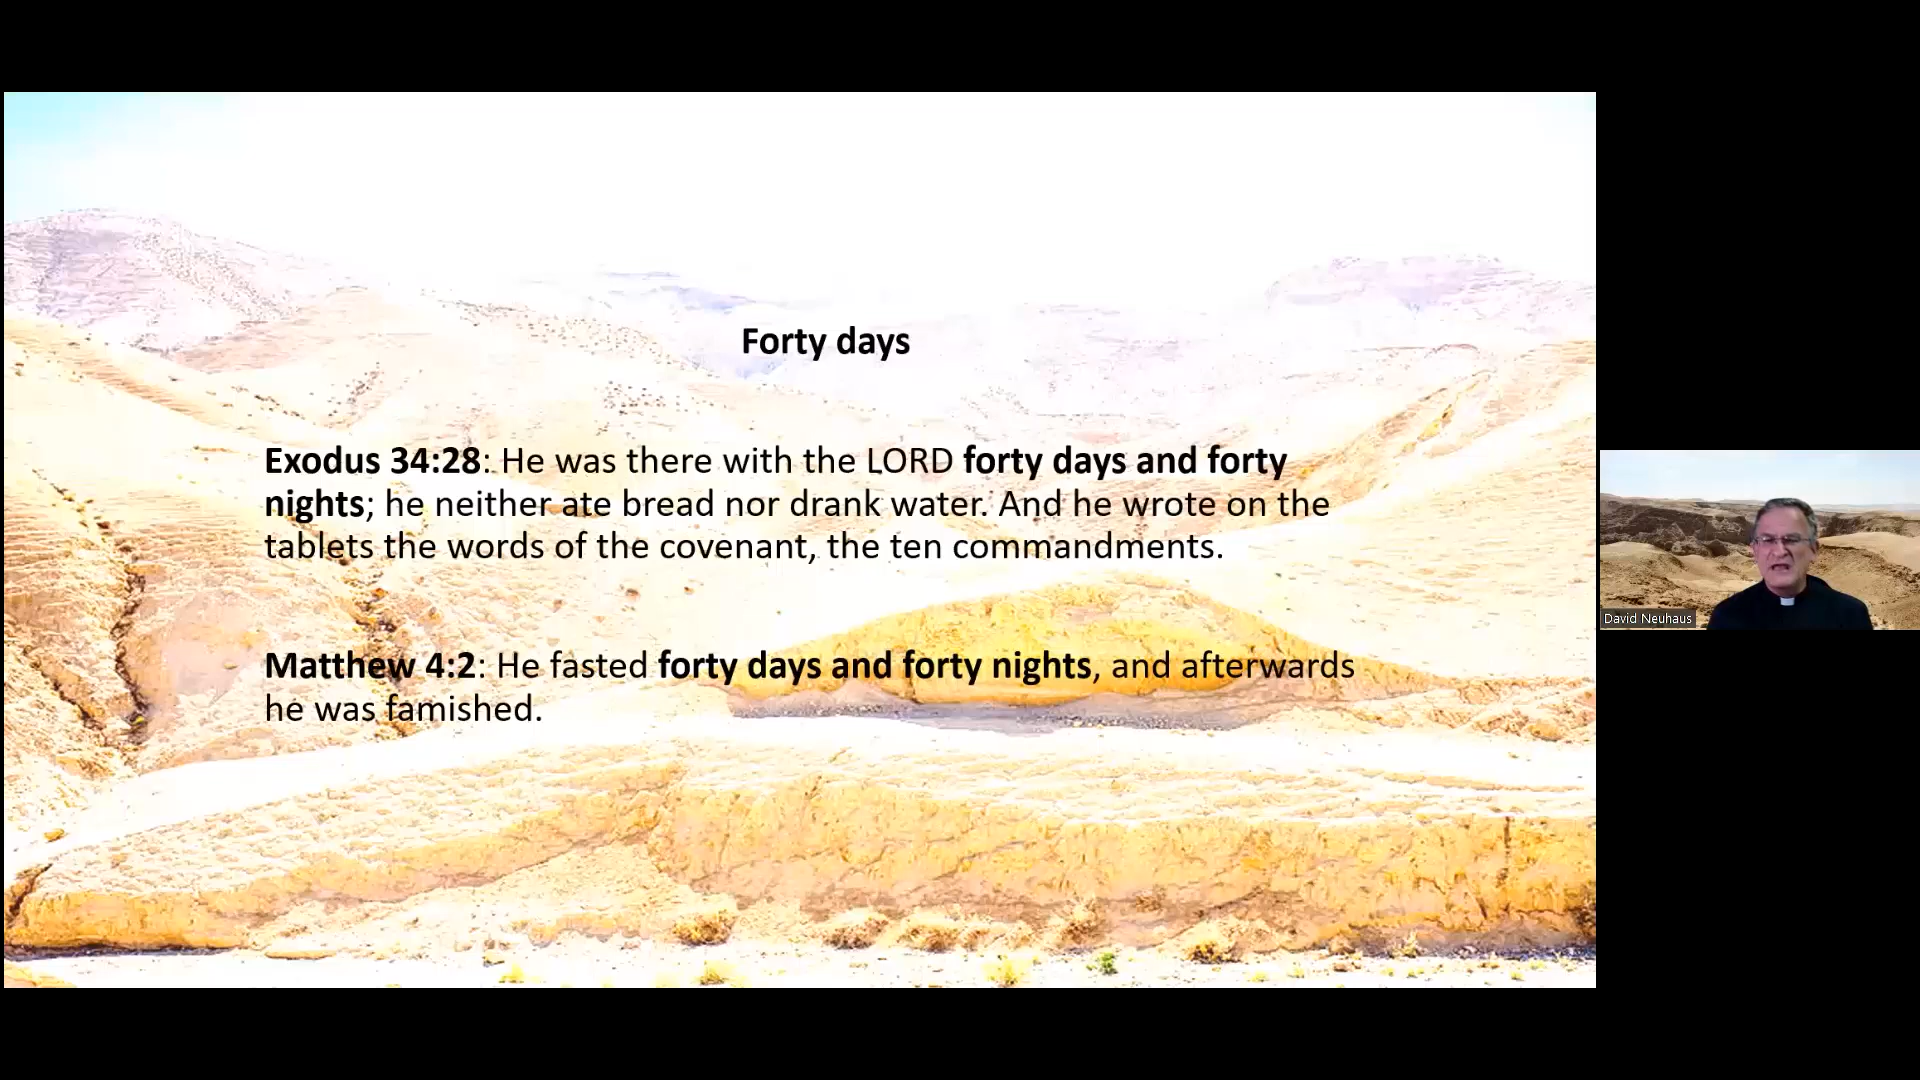 Forty days
Exodus 34:28: He was there with the LORD forty days and forty
nights; he neither ate bread nor drank water. And he wrote on the
tablets the words of the covenant, the ten commandments.
Matthew 4:2: He fasted forty days and forty nights, and afterwards
he was famished.
David Neuhaus